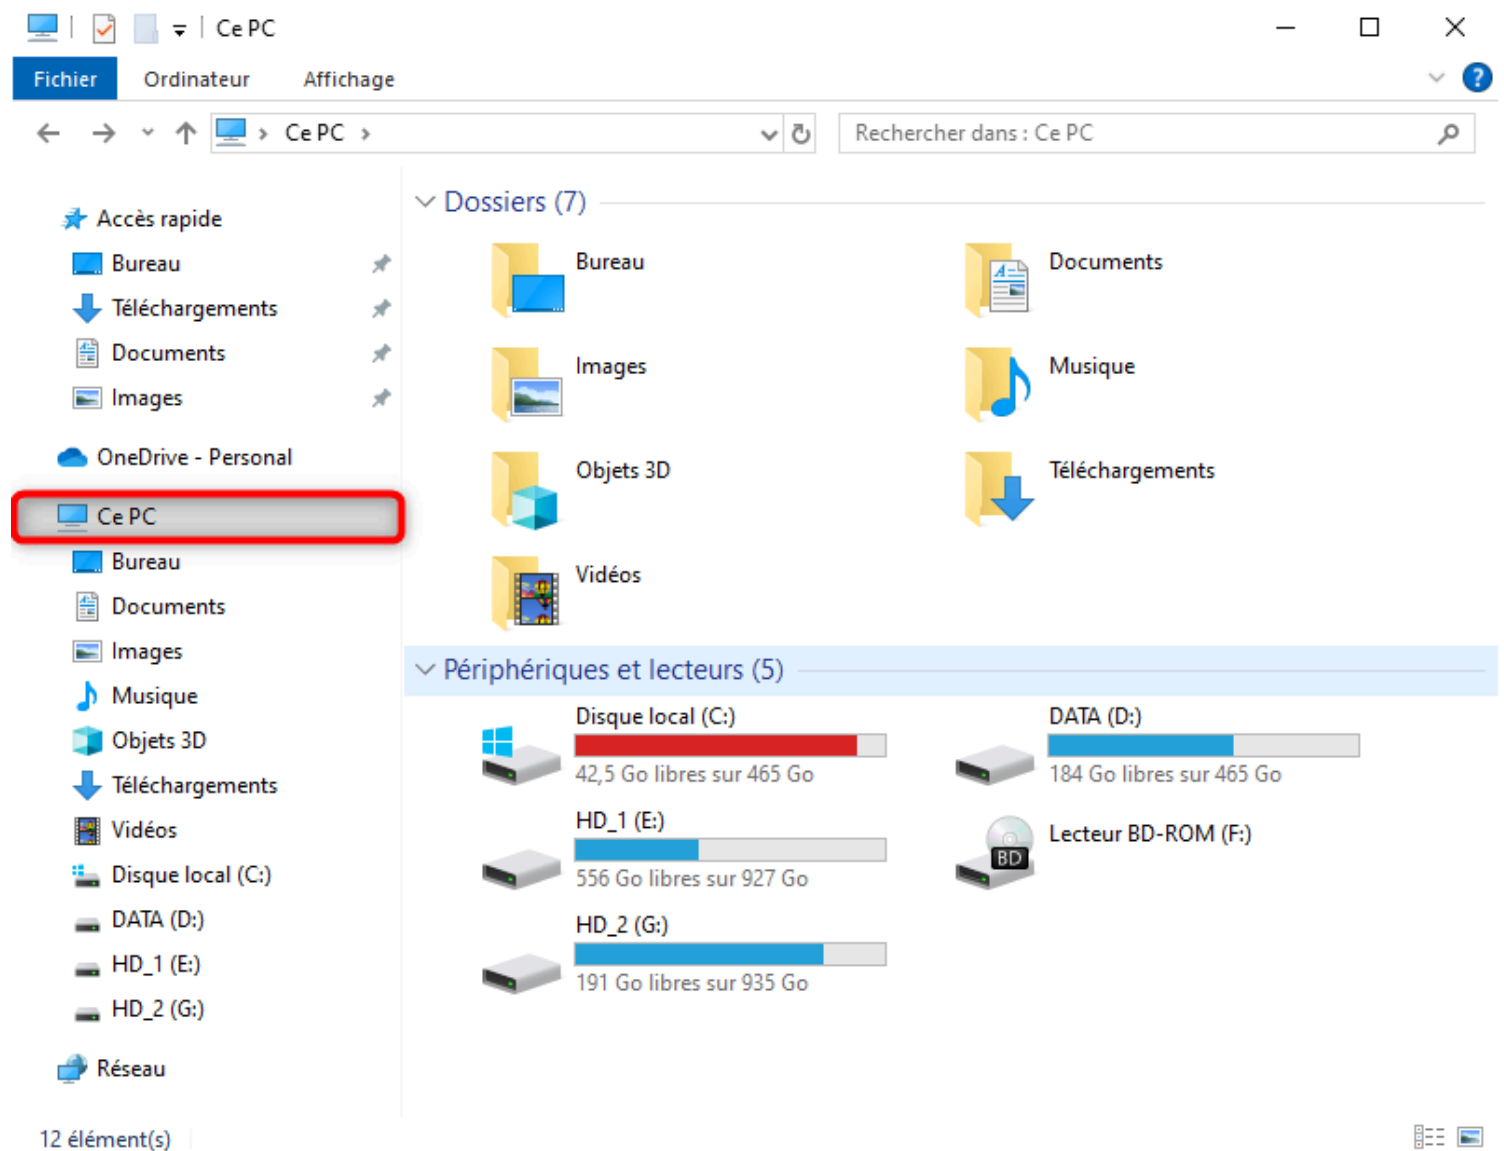 Ce PC
Fichier
Ordinateur
Affichage
?
Ce PC
Rechercher dans : Ce PC
Accès rapide
Bureau
Téléchargements
Documents
Images
OneDrive - Personal
Ce PC
Bureau
Documents
Images
Musique
Objets 3D
Téléchargements
Vidéos
Disque local (C:)
DATA (D:)
HD_1 (E:)
HD_2 (G:)
Réseau
Dossiers (7)
Bureau
Documents
Images
Musique
Objets 3D
Téléchargements
Vidéos
Périphériques et lecteurs (5)
Disque local (C:)
42,5 Go libres sur 465 Go
DATA (D:)
184 Go libres sur 465 Go
HD_1 (E:)
556 Go libres sur 927 Go
BD
Lecteur BD-ROM (F:)
HD_2 (G:)
191 Go libres sur 935 Go
12 élément(s)